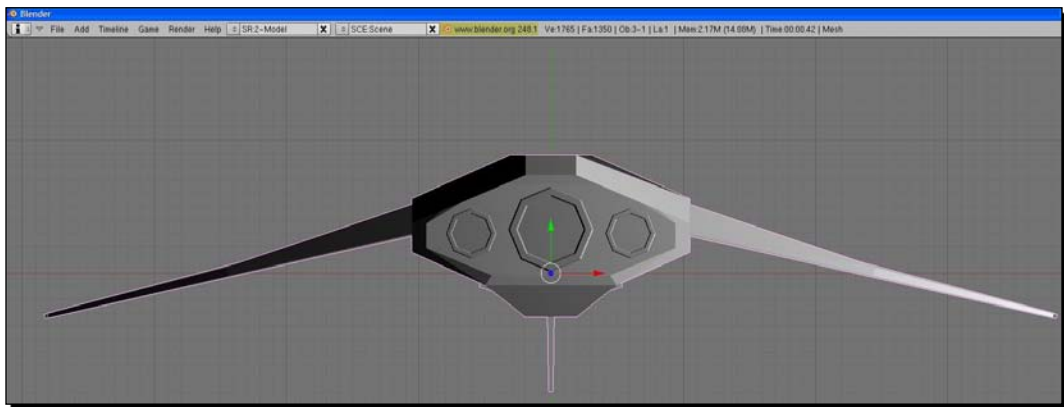 Blender
File Add Timeline Game Render Help SR:2-Model X SCE:Scene X www.blender.org 248.1 Ve:1765 | Fa:1350 | Ob:3-1 | La:1 | Mem:2.17M (14.08M) | Time:00:00.42 | Mesh